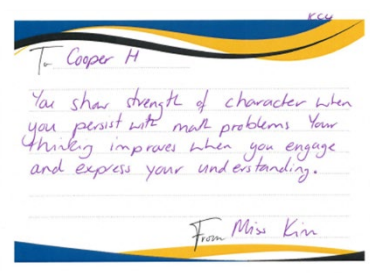 To Cooper H
You show strength of character when
you persist with math problems Your
thinking improves when you engage
and express your understanding.
From Miss Kim